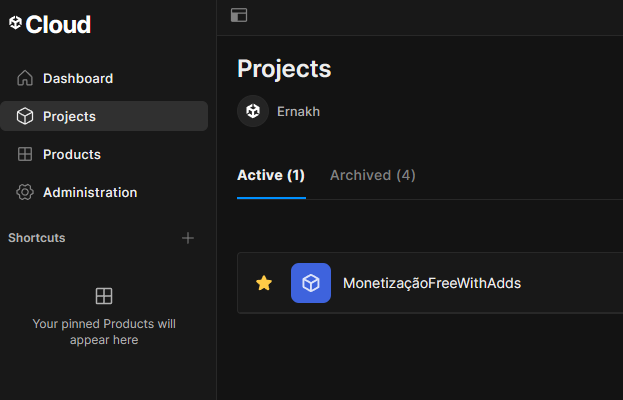 Cloud
Dashboard
Projects
Products
Administration
Shortcuts
Your pinned Products will
appear here
Projects
Ernakh
Active (1)
Archived (4)
MonetizaçãoFreeWithAdds